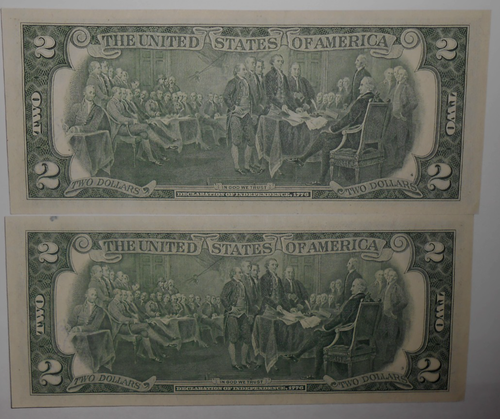 2 THE UNITED STATES OF AMERICA 2
TWO TWO
2 TWO DOLLARS IN GOD WE TRUST TWO DOLLARS 2
DECLARATION OF INDEPENDENCE, 1776
2 THE UNITED STATES OF AMERICA 2
TWO TWO
2 TWO DOLLARS IN GOD WE TRUST TWO DOLLARS 2
DECLARATION OF INDEPENDENCE, 1776